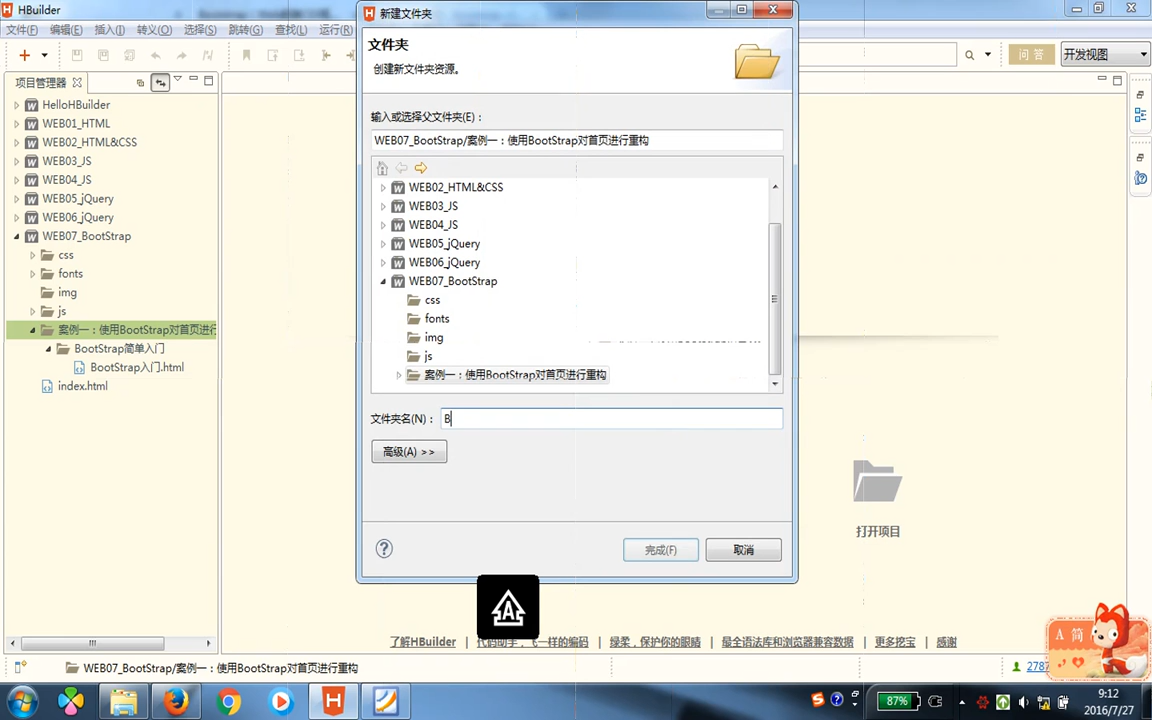 HBuilder
文件(F) 编辑(E) 插入(I) 转义(O) 选择(S) 跳转(G) 查找(L) 运行(R)
问 答
开发视图
项目管理器
HelloHBuilder
WEB01_HTML
WEB02_HTML&CSS
WEB03_JS
WEB04_JS
WEB05_jQuery
WEB06_jQuery
WEB07_BootStrap
css
fonts
img
js
案例一：使用BootStrap对首页进行
BootStrap简单入门
BootStrap入门.html
index.html
新建文件夹
文件夹
创建新文件夹资源。
输入或选择父文件夹(E)：
WEB07_BootStrap/案例一：使用BootStrap对首页进行重构
WEB02_HTML&CSS
WEB03_JS
WEB04_JS
WEB05_jQuery
WEB06_jQuery
WEB07_BootStrap
css
fonts
img
js
案例一：使用BootStrap对首页进行重构
文件夹名(N)： B
高级(A) >>
完成(F) 取消
打开项目
A
了解HBuilder | 代码助手，飞一样的编码 | 绿柔，保护你的眼睛 | 最全语法库和浏览器兼容数据 | 更多挖宝 | 感谢
A 简
WEB07_BootStrap/案例一：使用BootStrap对首页进行重构
2787
87%
9:12
2016/7/27